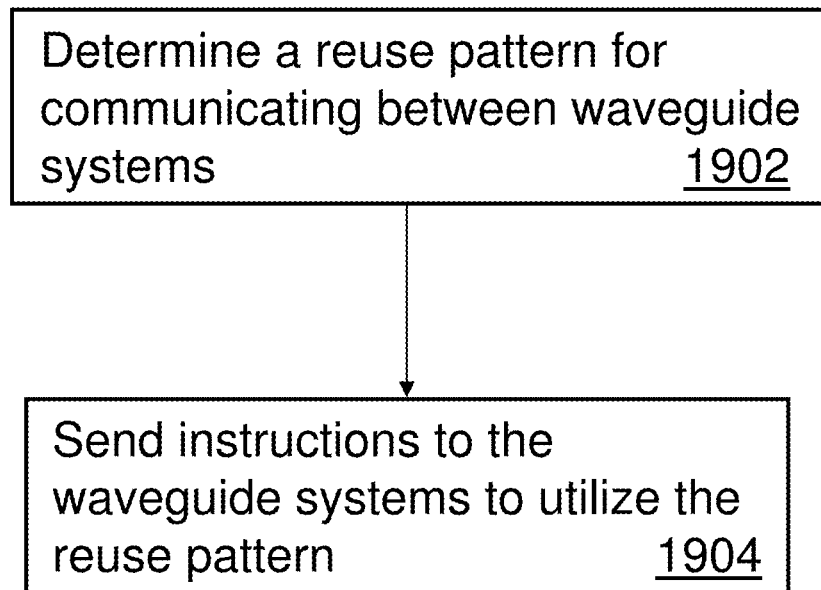 Determine a reuse pattern for
communicating between waveguide
systems 1902
Send instructions to the
waveguide systems to utilize the
reuse pattern 1904